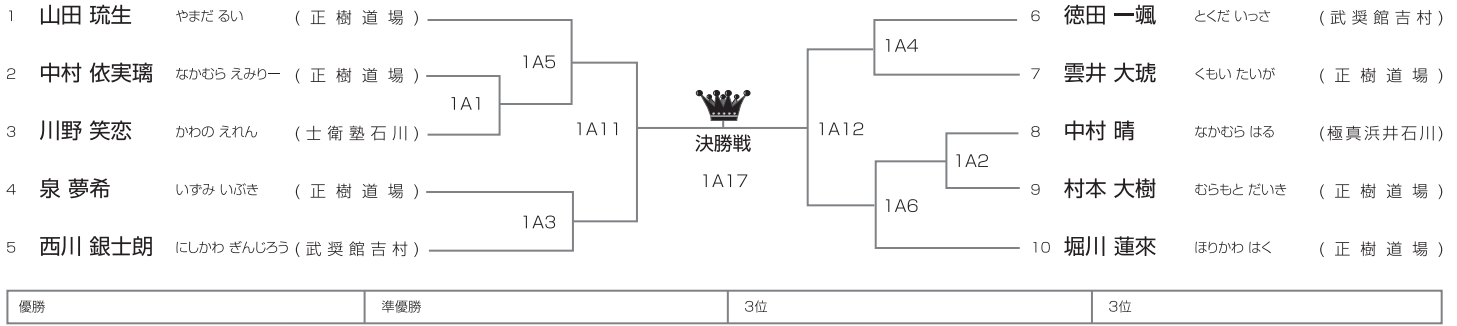 1 山田 琉生 やまだ るい (正樹道場)
2 中村 依実璃 なかむら えみりー (正樹道場)
3 川野 笑恋 かわの えれん (士衛塾石川)
4 泉 夢希 いずみ いぶき (正樹道場)
5 西川 銀士朗 にしかわ ぎんじろう (武奨館吉村)
1A5
1A1
1A11
1A3
決勝戦
1A17
1A4
1A12
1A2
1A6
6 徳田 一颯 とくだ いっさ (武奨館吉村)
7 雲井 大琥 くもい たいが (正樹道場)
8 中村 晴 なかむら はる (極真浜井石川)
9 村本 大樹 むらもと だいき (正樹道場)
10 堀川 蓮來 ほりかわ はく (正樹道場)
優勝 準優勝 3位 3位